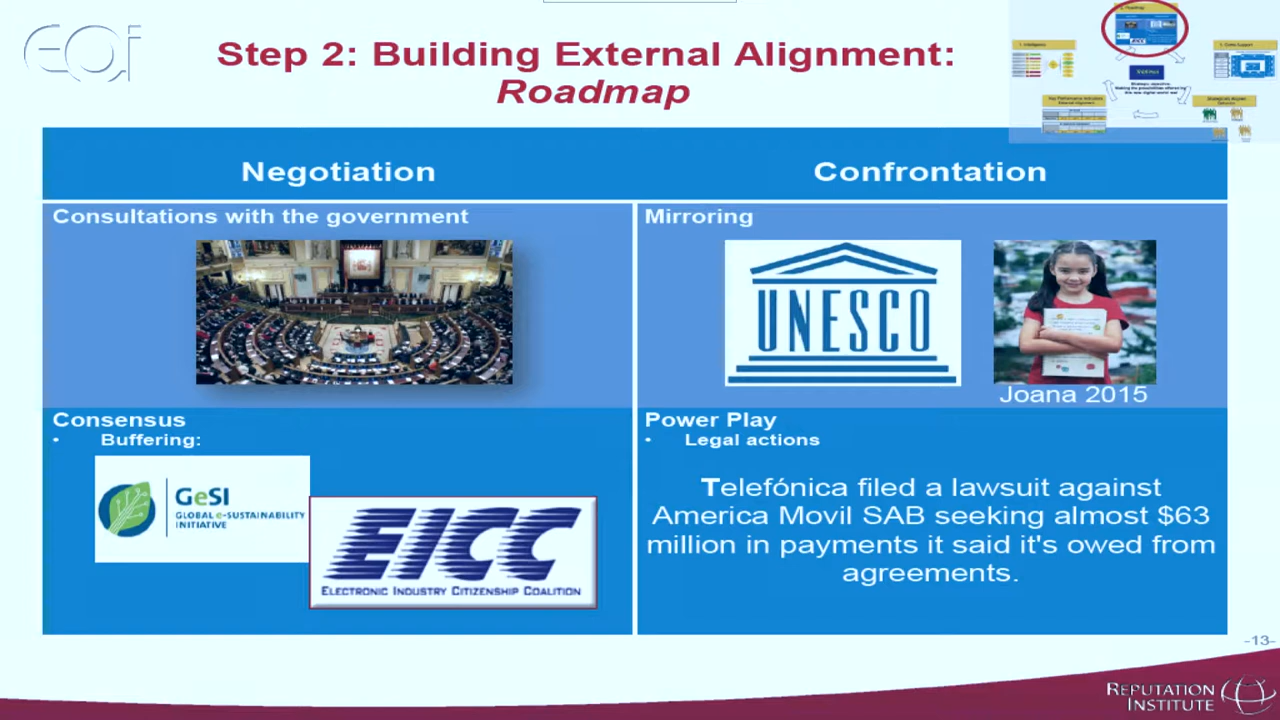 EOI
Step 2: Building External Alignment:
Roadmap
Negotiation
Confrontation
Consultations with the government
Mirroring
UNESCO
Joana 2015
Consensus
• Buffering:
GeSI
GLOBAL e-SUSTAINABILITY
INITIATIVE
EICC
ELECTRONIC INDUSTRY CITIZENSHIP COALITION
Power Play
• Legal actions
Telefónica filed a lawsuit against
America Movil SAB seeking almost $63
million in payments it said it's owed from
agreements.
-13-
REPUTATION
INSTITUTE